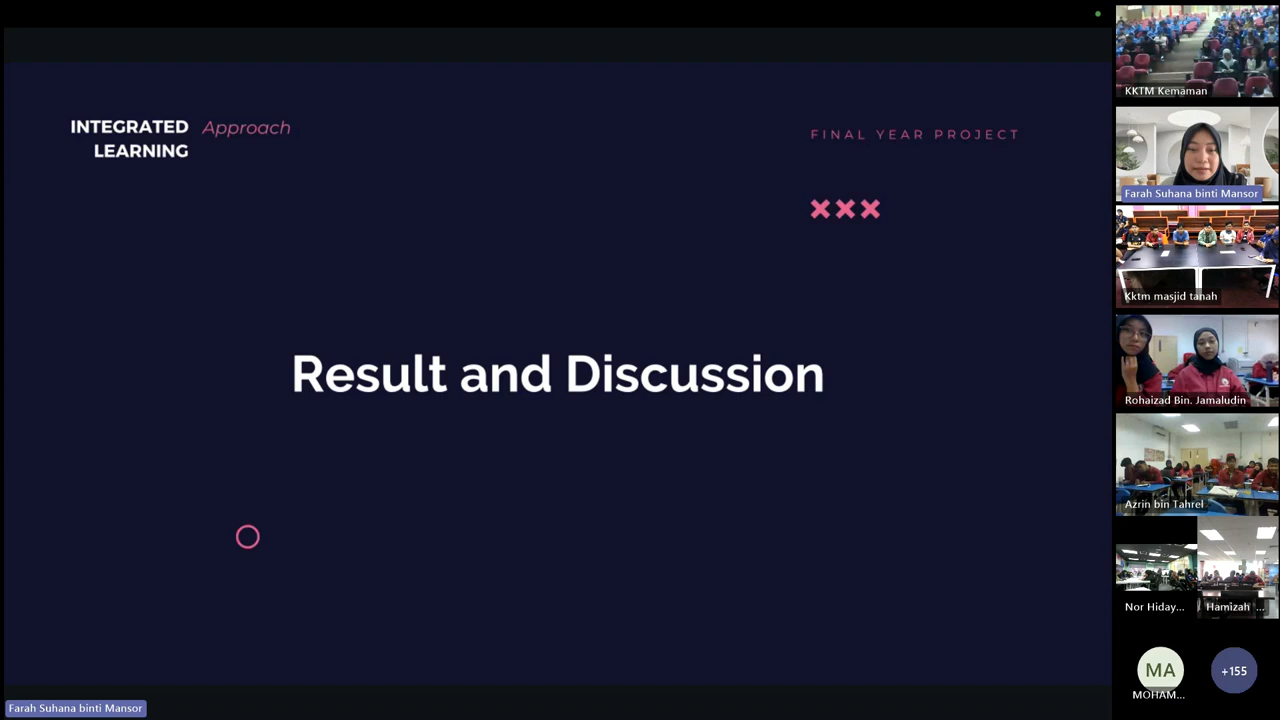 INTEGRATED Approach
LEARNING
FINAL YEAR PROJECT
Result and Discussion
Farah Suhana binti Mansor
KKTM Kemaman
Farah Suhana binti Mansor
Kktm masjid tanah
Rohaizad Bin. Jamaludin
Azrin bin Tahrel
Nor Hiday...
Hamizah ...
MA
MOHAM...
+155